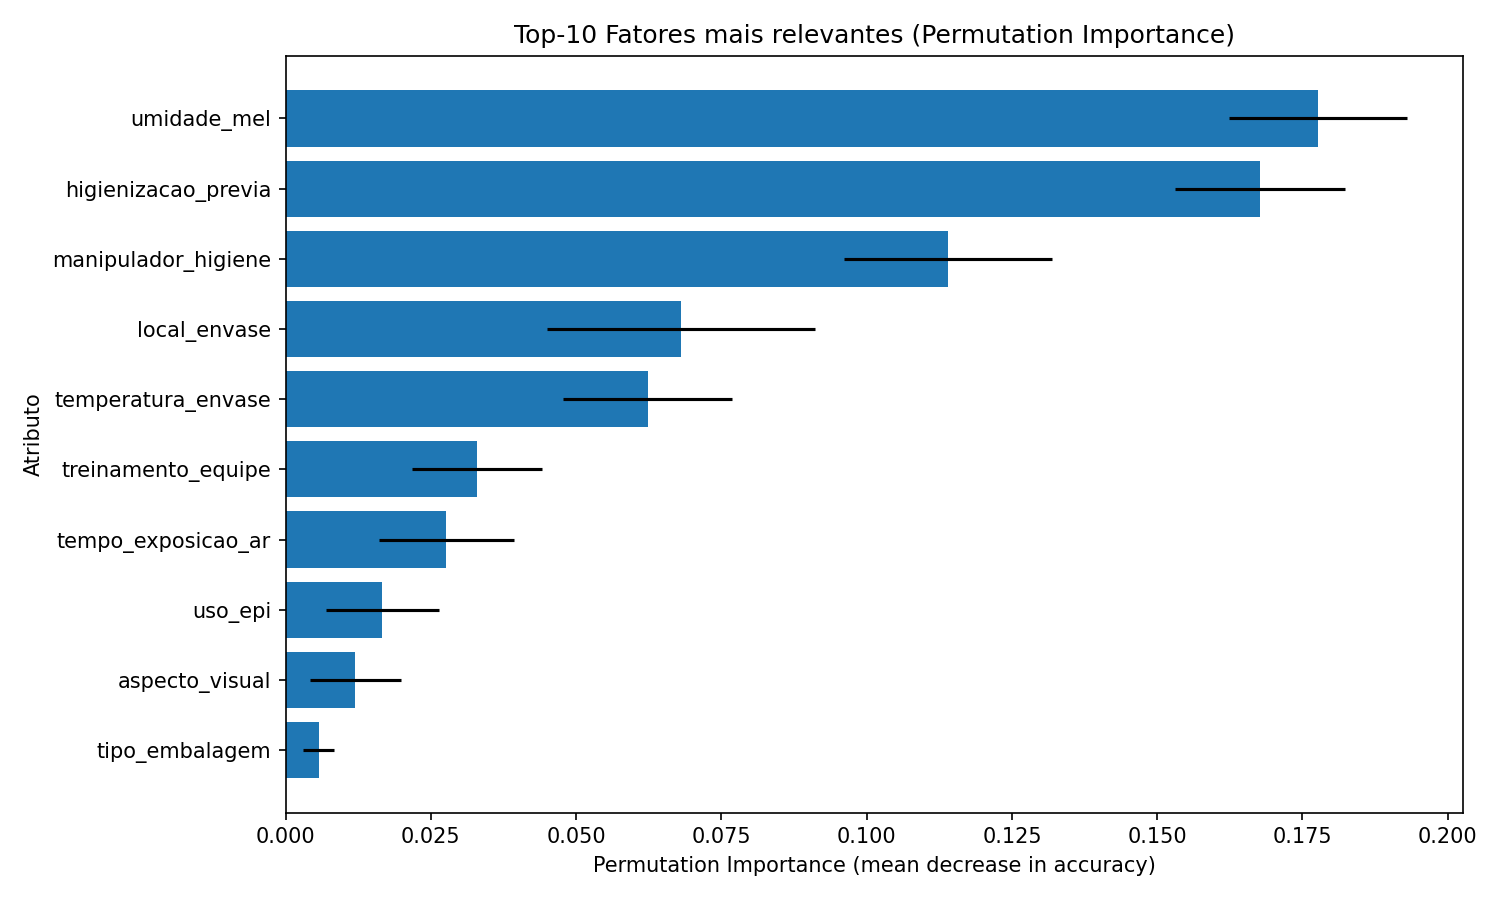 Top-10 Fatores mais relevantes (Permutation Importance)
Atributo
umidade_mel
higienizacao_previa
manipulador_higiene
local_envase
temperatura_envase
treinamento_equipe
tempo_exposicao_ar
uso_epi
aspecto_visual
tipo_embalagem
0.000 0.025 0.050 0.075 0.100 0.125 0.150 0.175 0.200
Permutation Importance (mean decrease in accuracy)